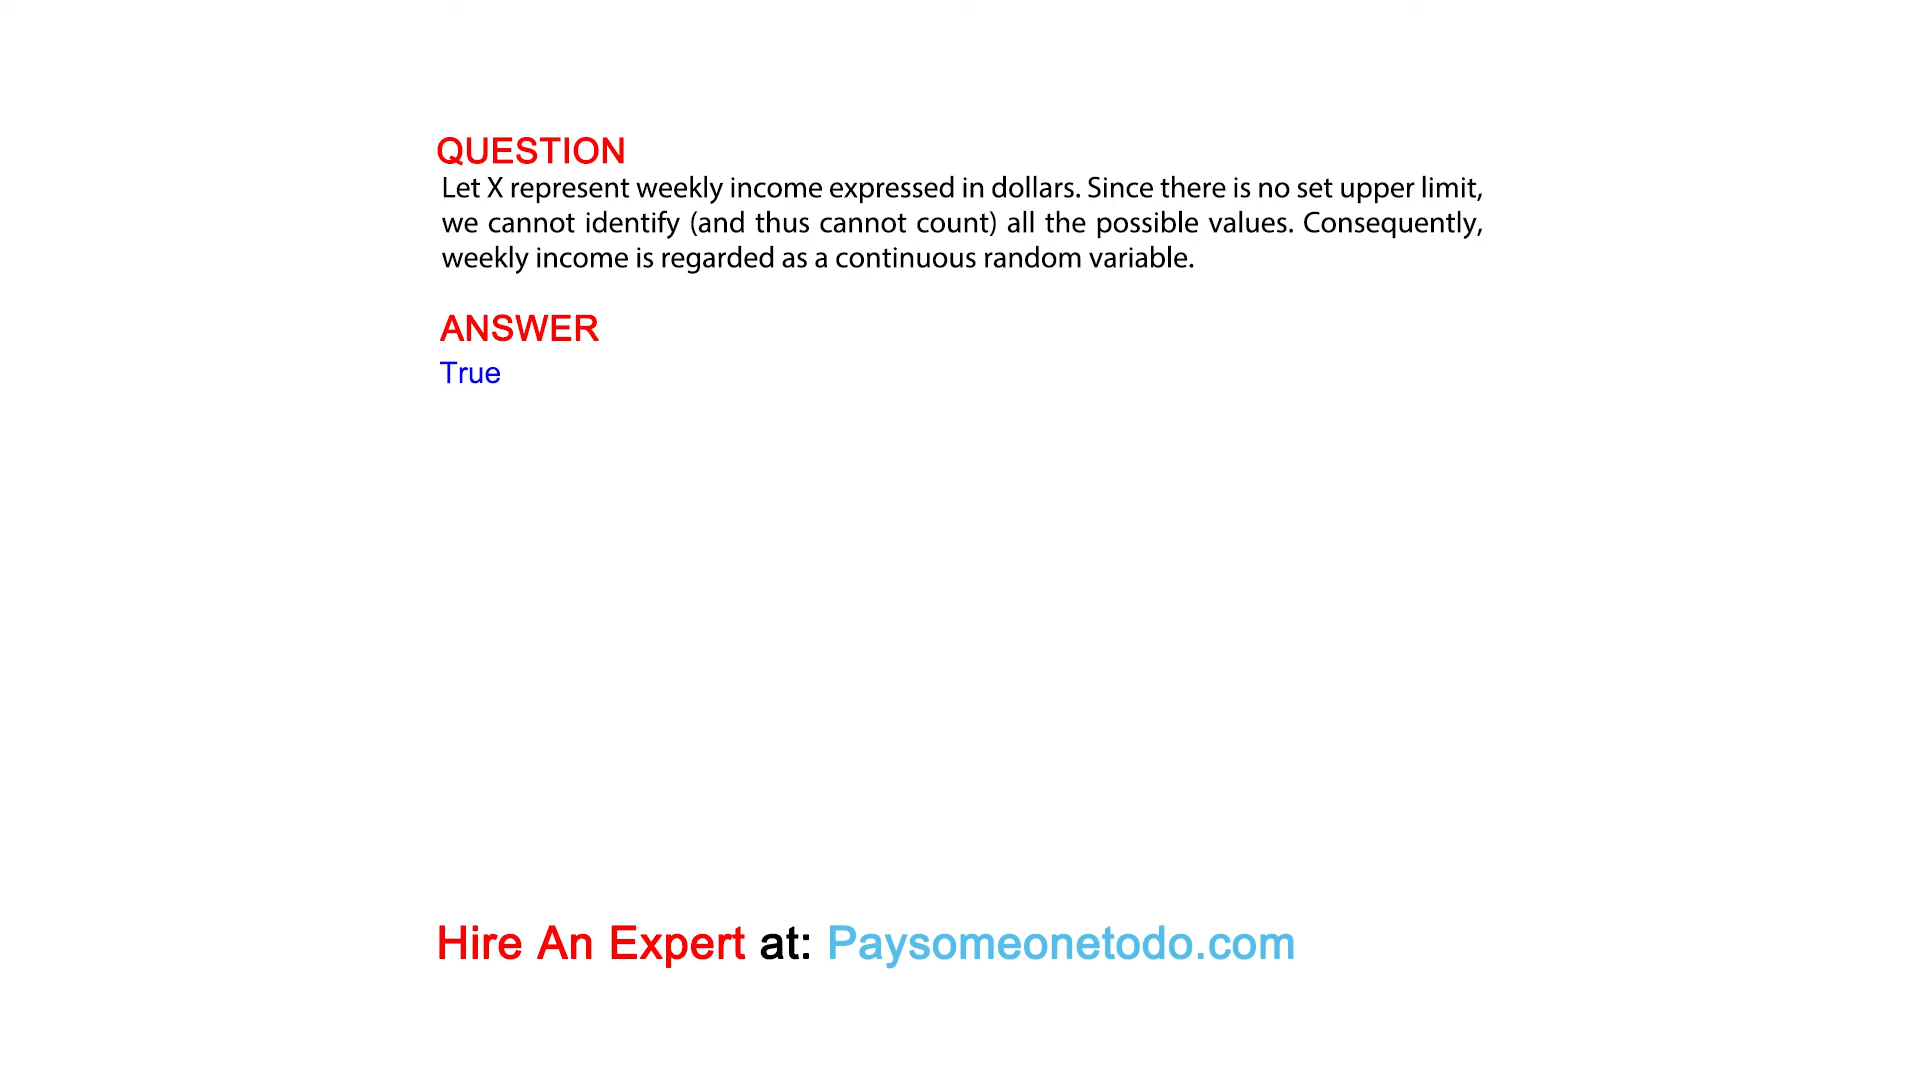 QUESTION
Let X represent weekly income expressed in dollars. Since there is no set upper limit,
we cannot identify (and thus cannot count) all the possible values. Consequently,
weekly income is regarded as a continuous random variable.
ANSWER
True
Hire An Expert at: Paysomeonetodo.com